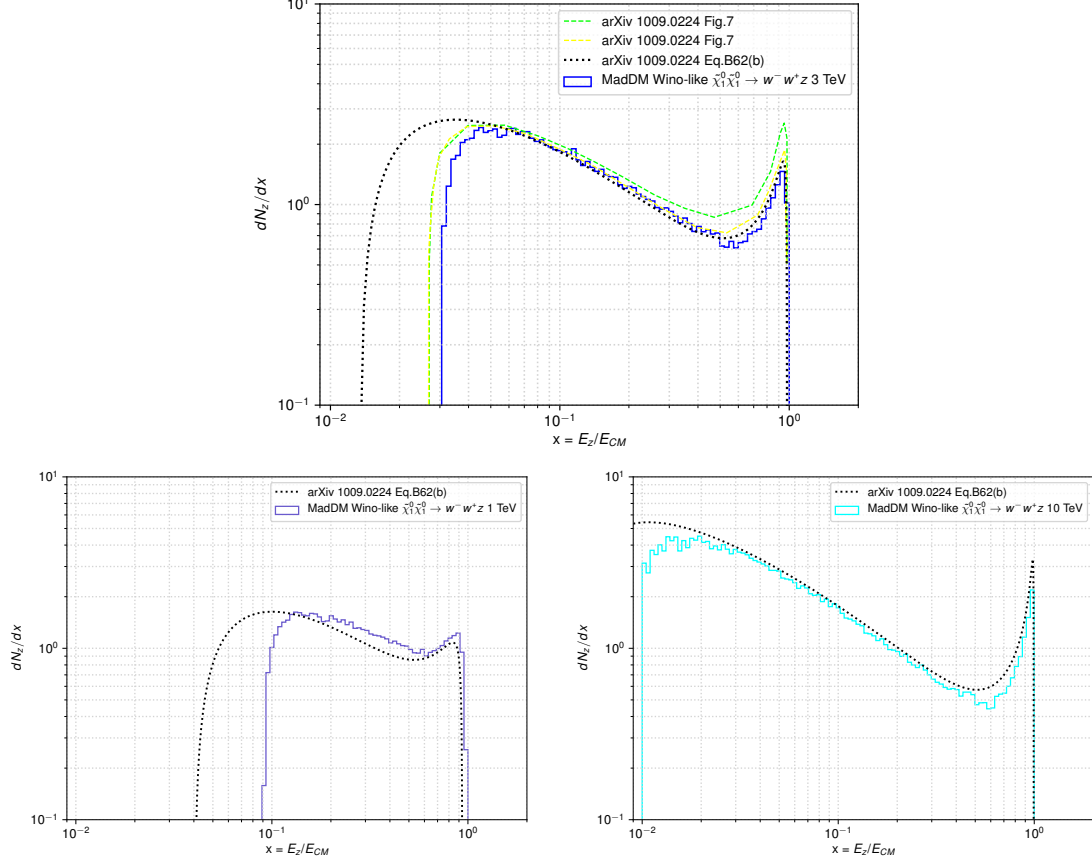 10¹
10⁰
10⁻¹
dN_z/dx
arXiv 1009.0224 Fig.7
arXiv 1009.0224 Fig.7
arXiv 1009.0224 Eq.B62(b)
MadDM Wino-like χ̃₁⁰χ̃₁⁰ → w⁻w⁺z 3 TeV
10⁻² 10⁻¹ 10⁰
x = E_z/E_CM
10¹
10⁰
10⁻¹
dN_z/dx
arXiv 1009.0224 Eq.B62(b)
MadDM Wino-like χ̃₁⁰χ̃₁⁰ → w⁻w⁺z 1 TeV
10⁻² 10⁻¹ 10⁰
x = E_z/E_CM
10¹
10⁰
10⁻¹
dN_z/dx
arXiv 1009.0224 Eq.B62(b)
MadDM Wino-like χ̃₁⁰χ̃₁⁰ → w⁻w⁺z 10 TeV
10⁻² 10⁻¹ 10⁰
x = E_z/E_CM